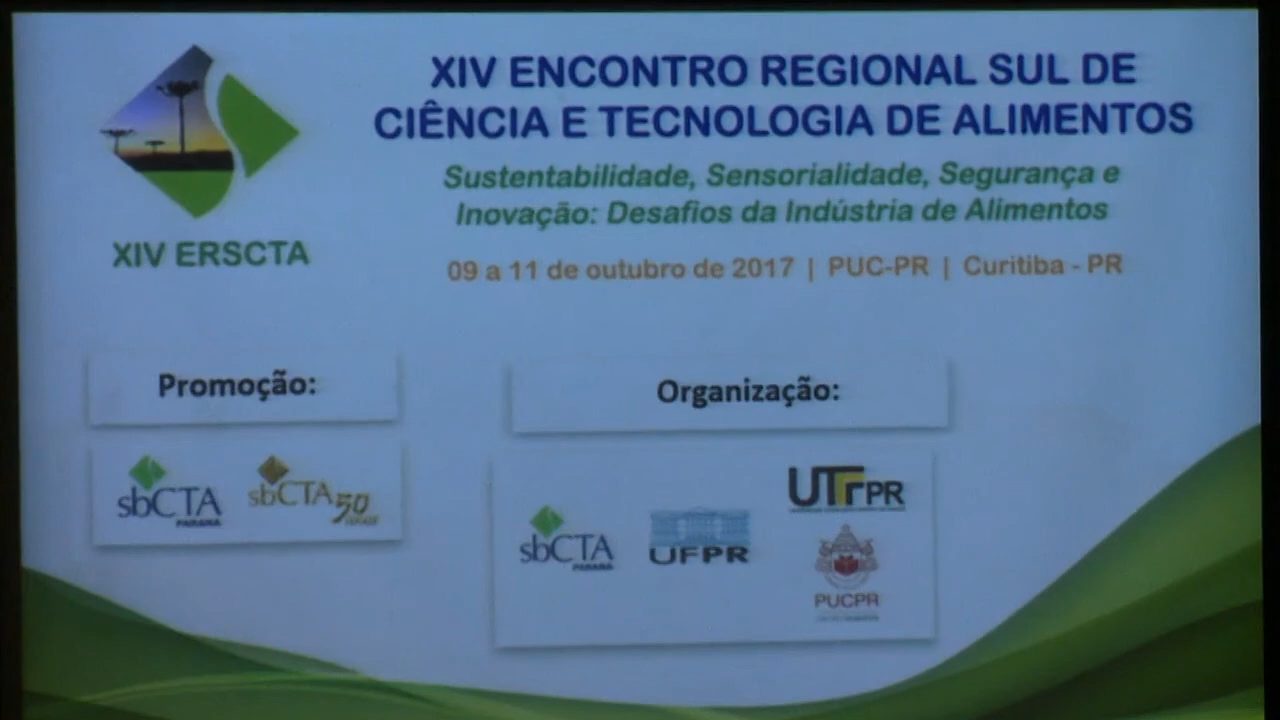 XIV ENCONTRO REGIONAL SUL DE
CIÊNCIA E TECNOLOGIA DE ALIMENTOS
Sustentabilidade, Sensorialidade, Segurança e
Inovação: Desafios da Indústria de Alimentos
09 a 11 de outubro de 2017 | PUC-PR | Curitiba - PR
XIV ERSCTA
Promoção:
sbCTA
PARANÁ
sbCTA 50
Organização:
sbCTA
PARANÁ
UFPR
UTFPR
PUCPR